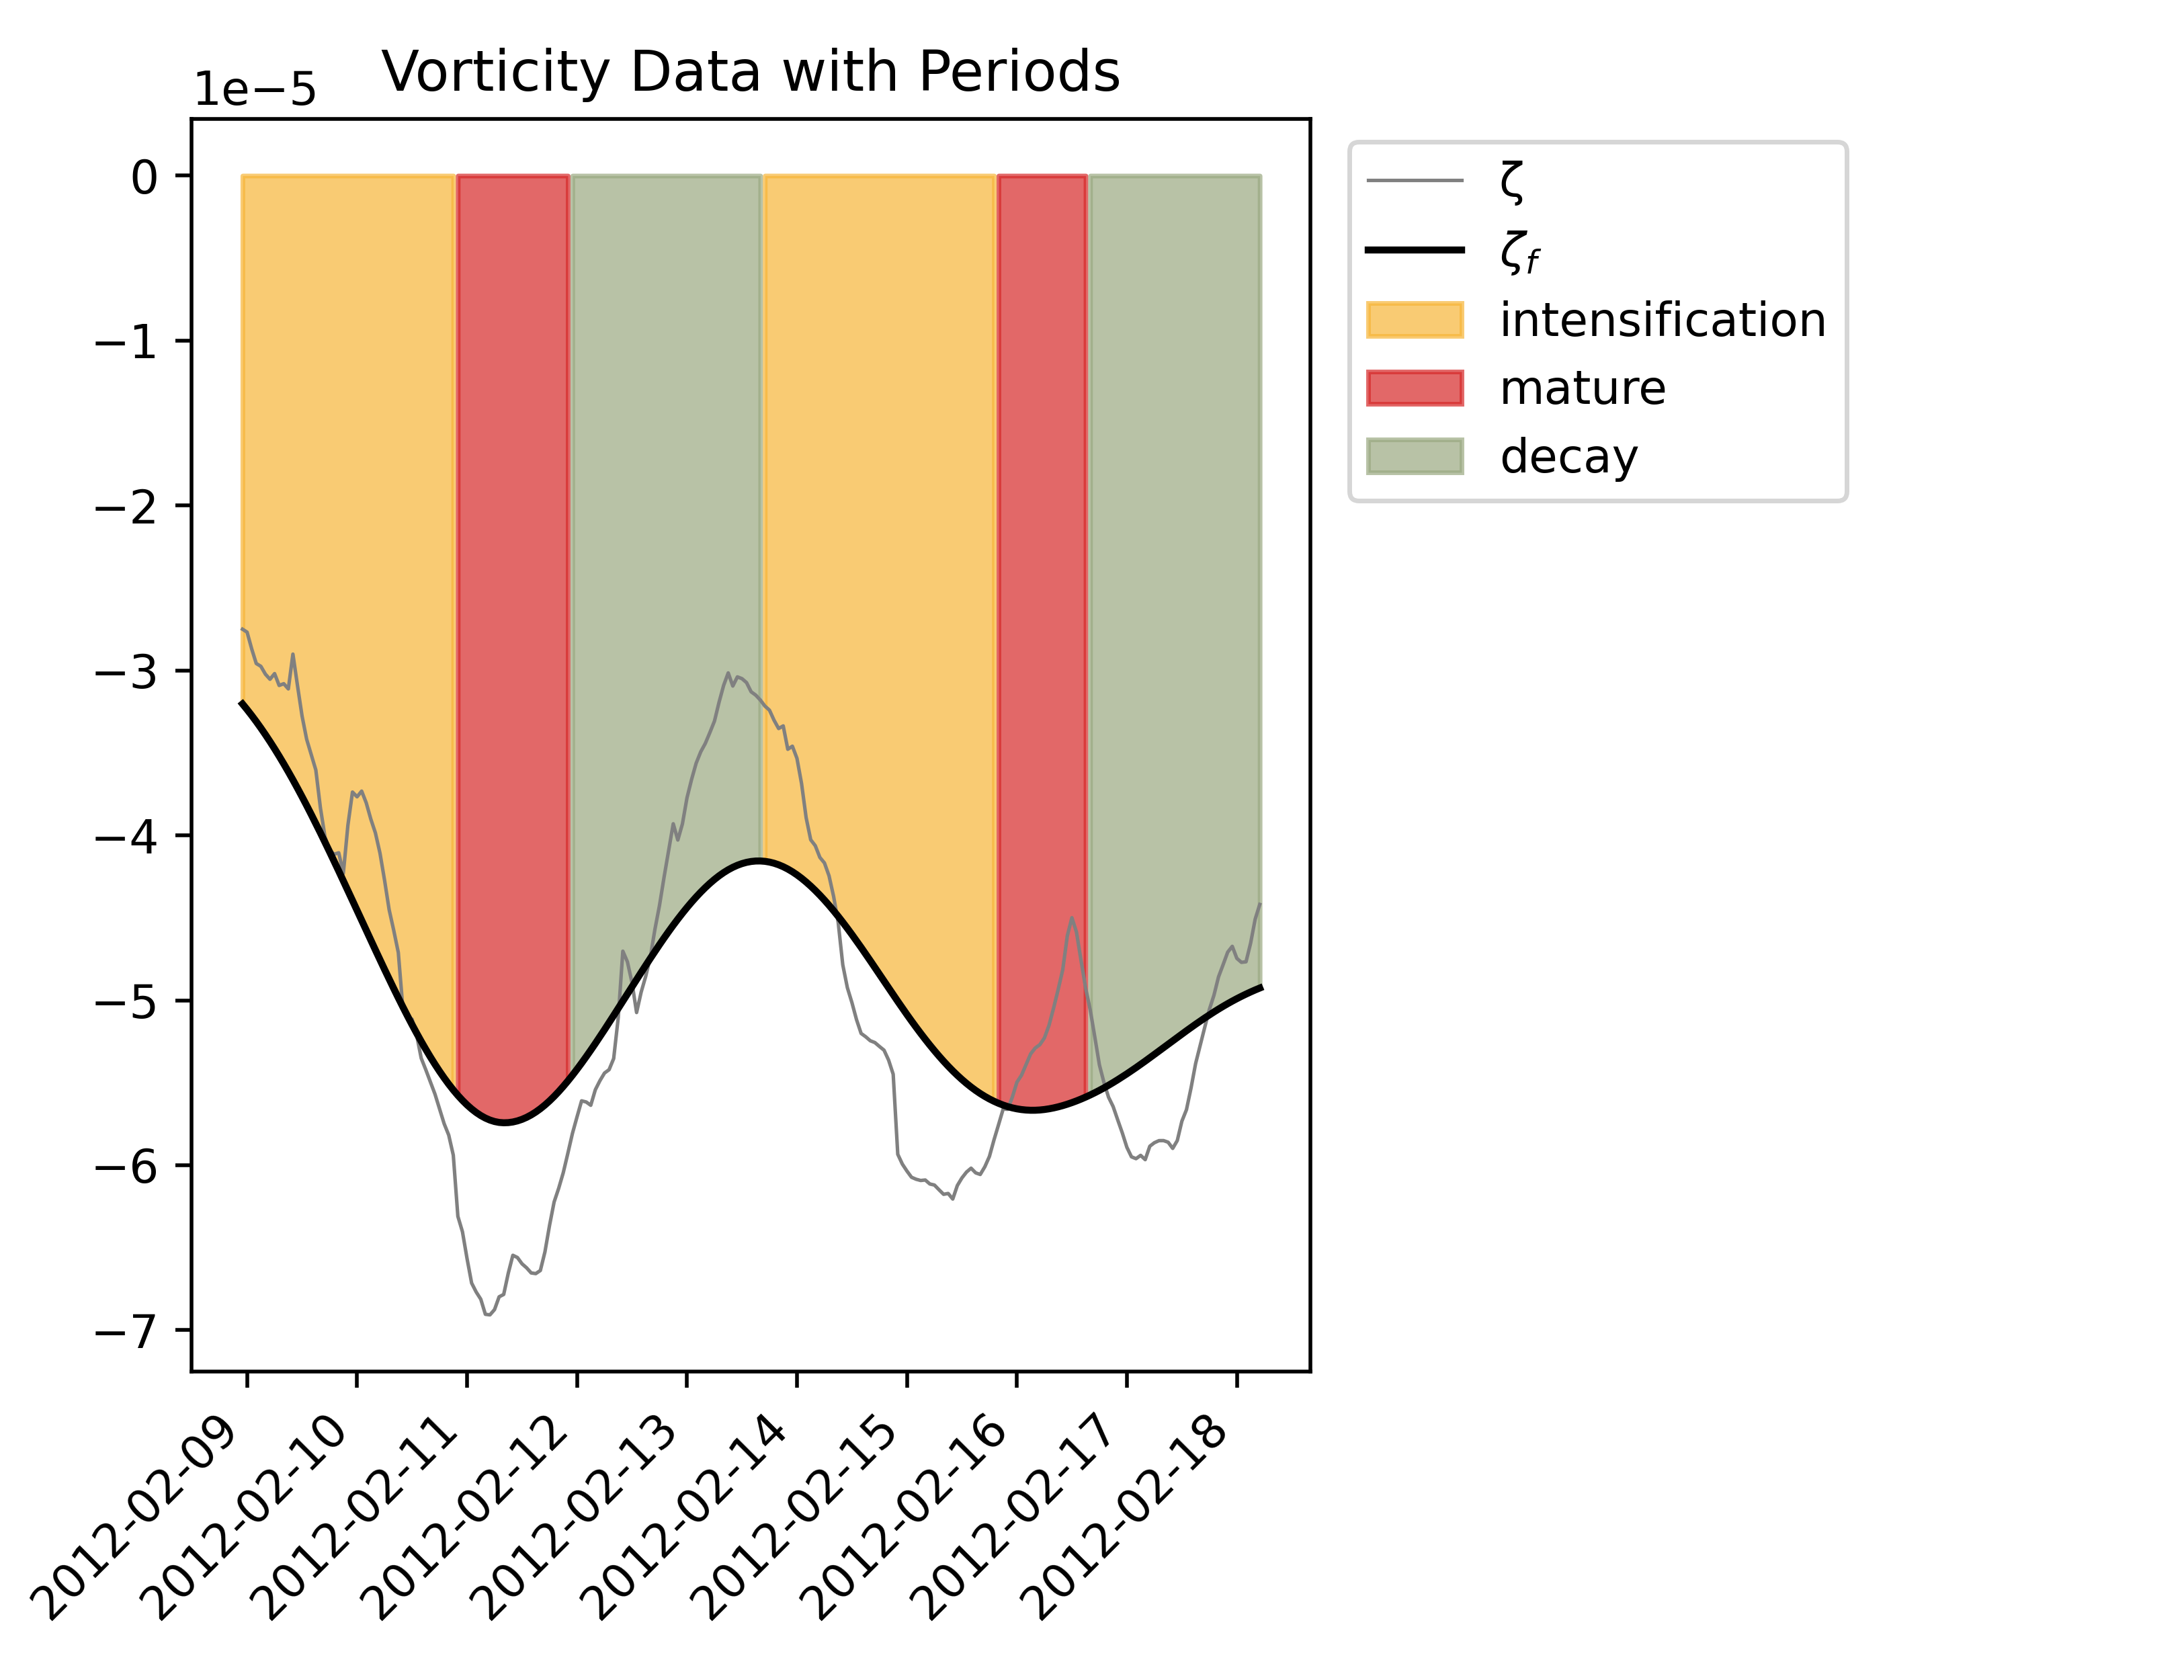 Vorticity Data with Periods
1e−5
0
−1
−2
−3
−4
−5
−6
−7
2012-02-09
2012-02-10
2012-02-11
2012-02-12
2012-02-13
2012-02-14
2012-02-15
2012-02-16
2012-02-17
2012-02-18
ζ
ζf
intensification
mature
decay